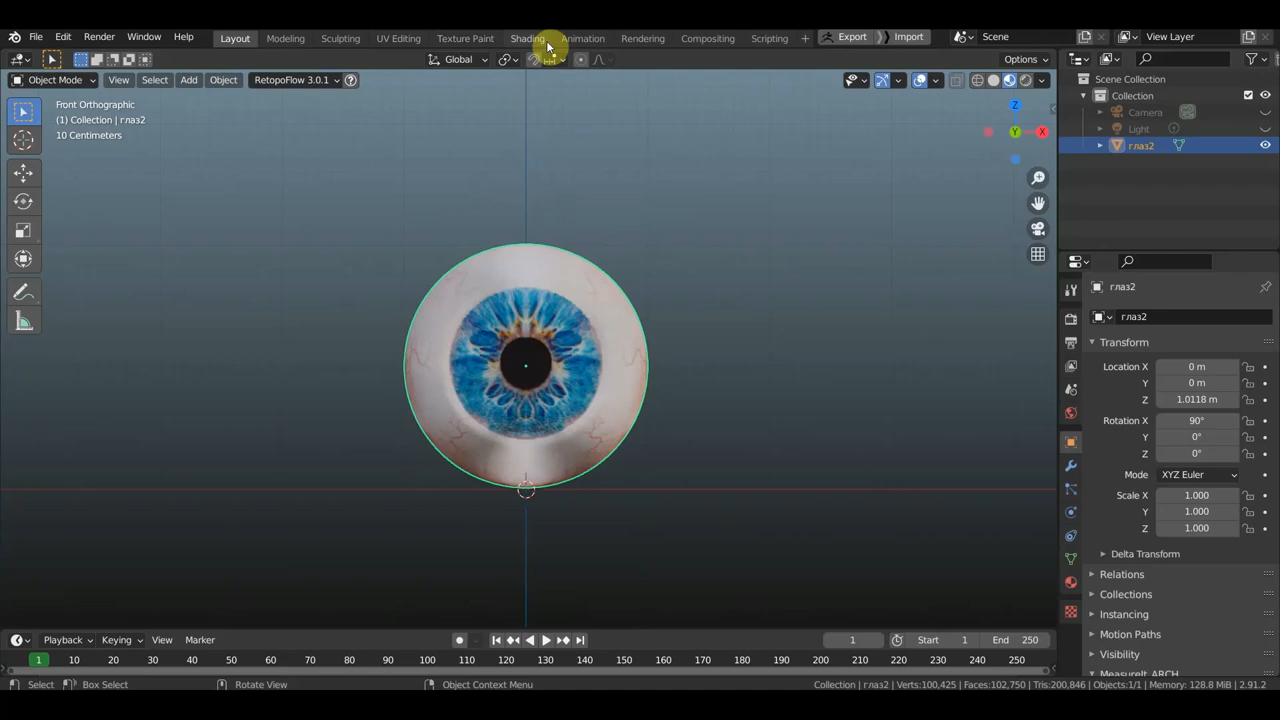 File Edit Render Window Help Layout Modeling Sculpting UV Editing Texture Paint Shading Animation Rendering Compositing Scripting + Export Import Scene View Layer
Global Options
Object Mode View Select Add Object RetopoFlow 3.0.1
Front Orthographic
(1) Collection | глаз2
10 Centimeters
Z
Y
X
Scene Collection
Collection
Camera
Light
глаз2
глаз2
глаз2
Transform
Location X 0 m
Y 0 m
Z 1.0118 m
Rotation X 90°
Y 0°
Z 0°
Mode XYZ Euler
Scale X 1.000
Y 1.000
Z 1.000
Delta Transform
Relations
Collections
Instancing
Motion Paths
Visibility
MeasureIt_ARCH
Playback Keying View Marker 1 Start 1 End 250
1 10 20 30 40 50 60 70 80 90 100 110 120 130 140 150 160 170 180 190 200 210 220 230 240 250
Select Box Select Rotate View Object Context Menu Collection | глаз2 | Verts:100,425 | Faces:102,750 | Tris:200,846 | Objects:1/1 | Memory: 128.8 MiB | 2.91.2